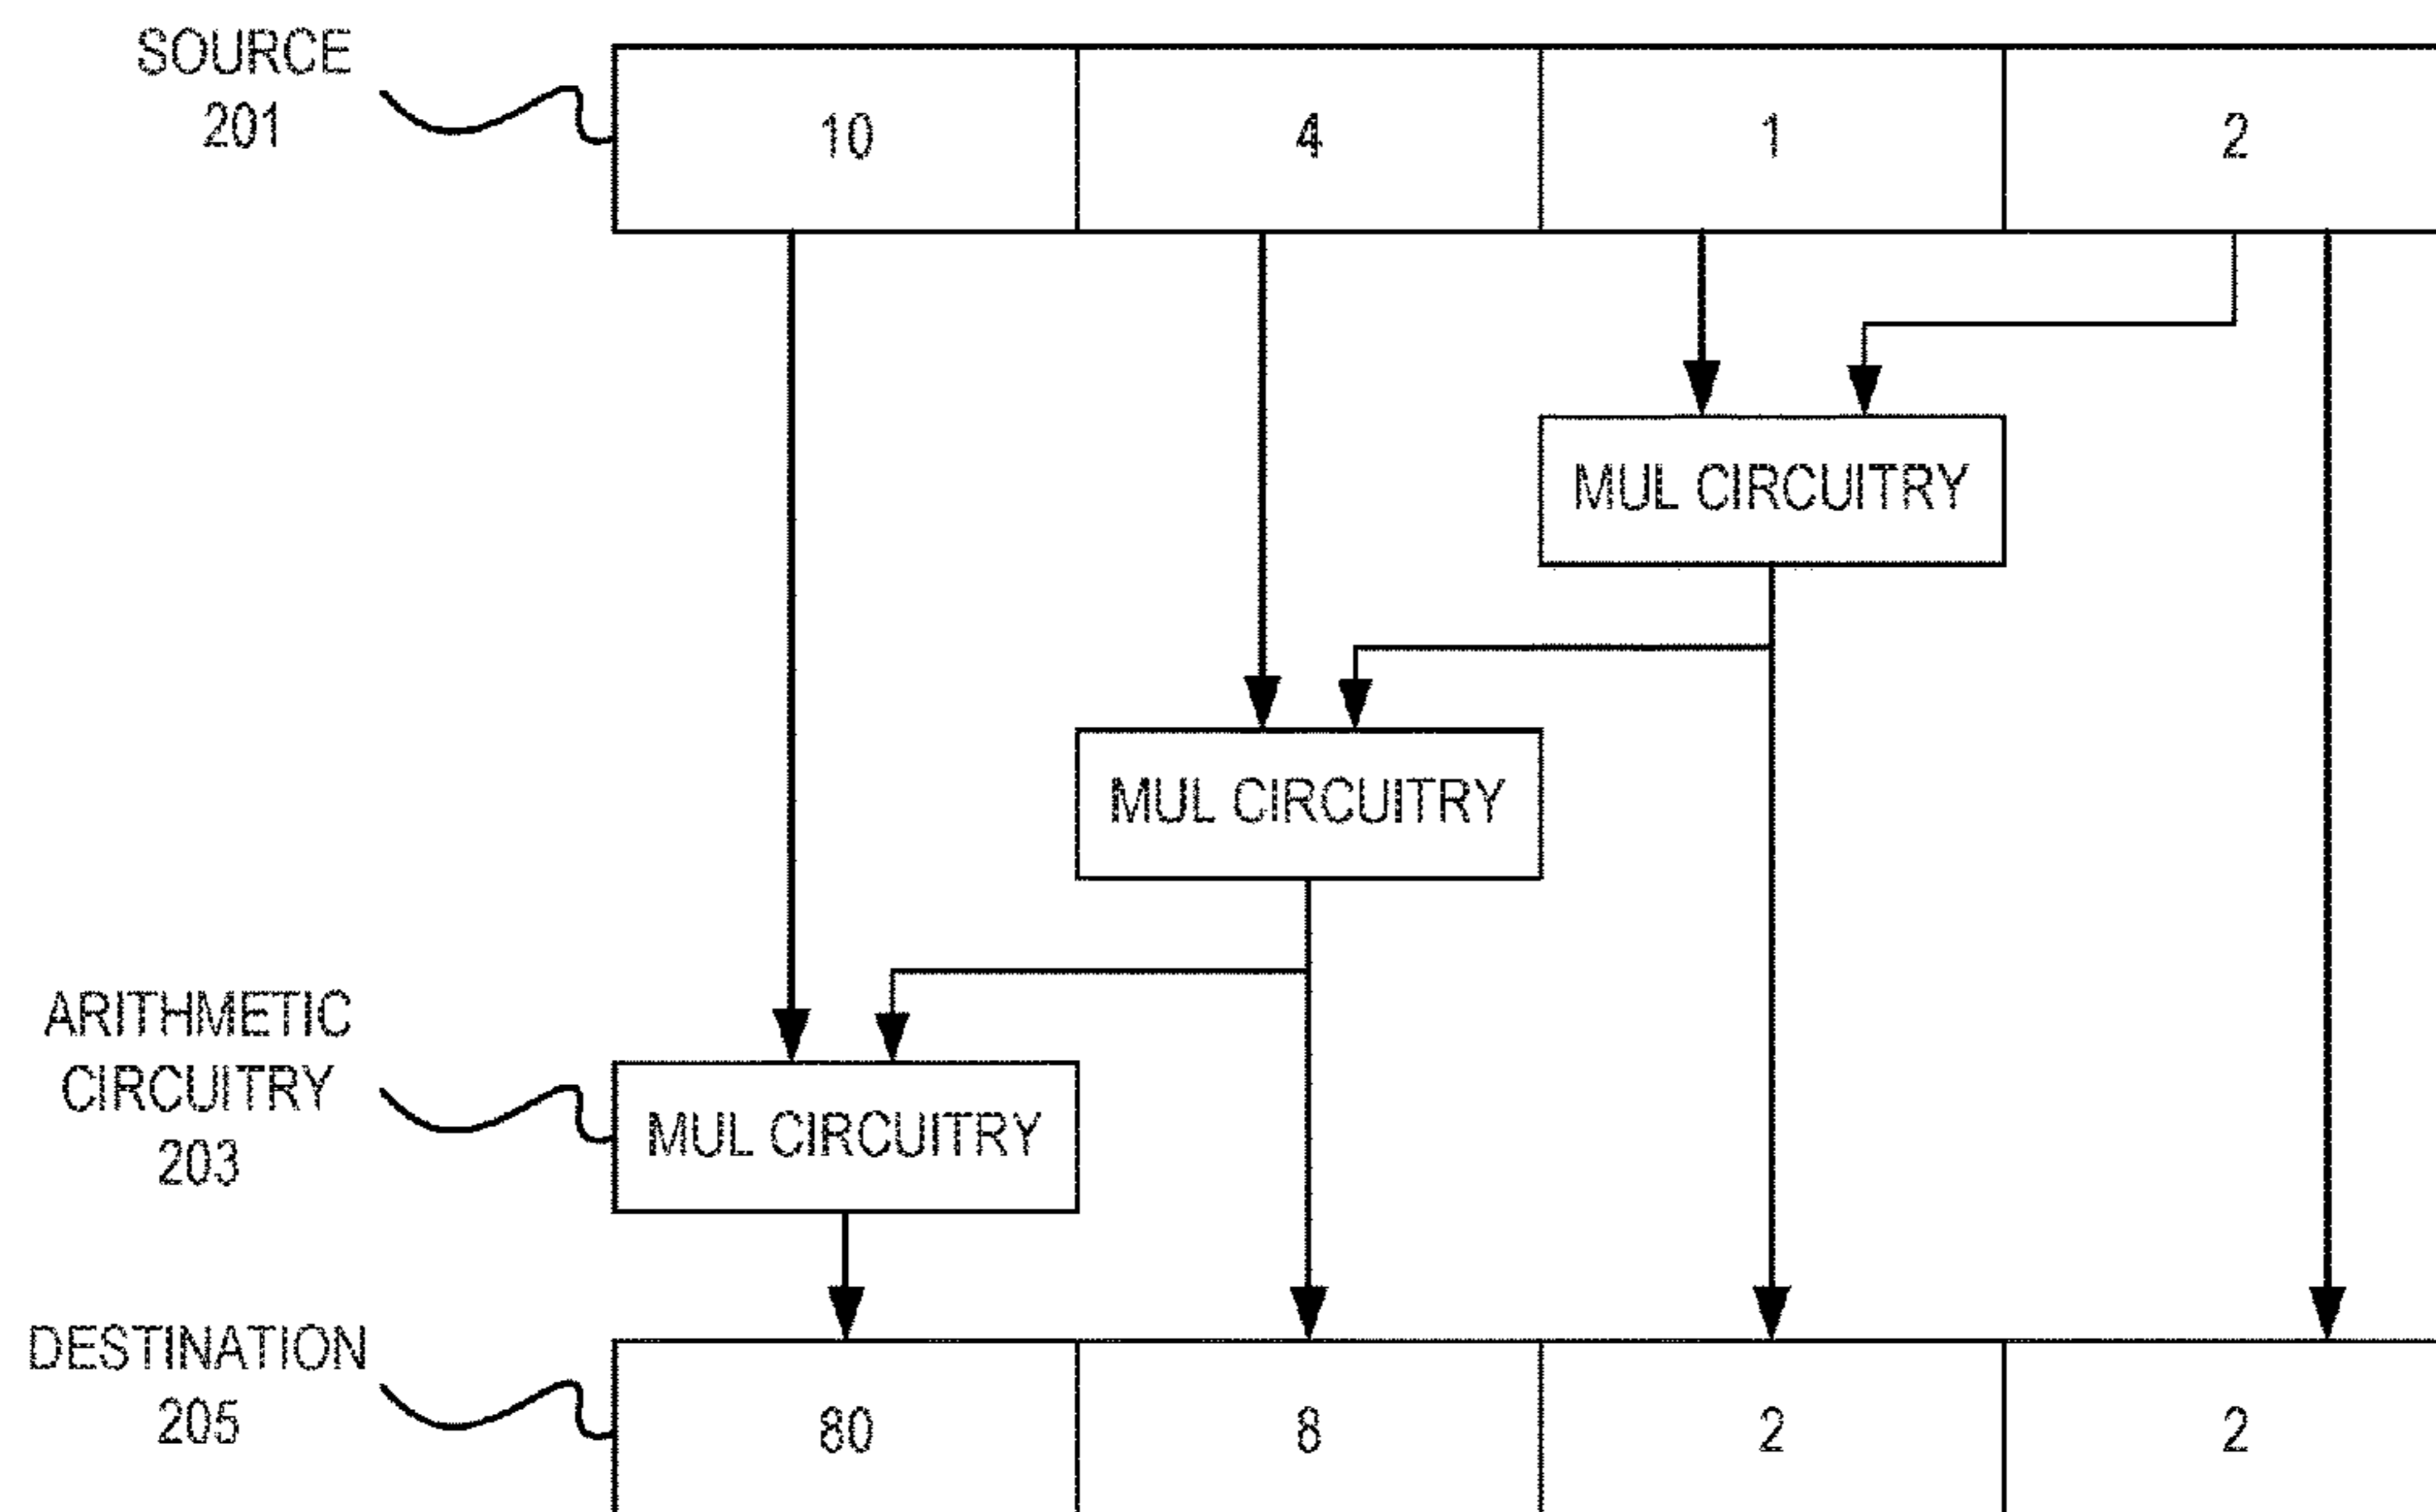 SOURCE
201
10 4 1 2
MUL CIRCUITRY
MUL CIRCUITRY
ARITHMETIC
CIRCUITRY
203
MUL CIRCUITRY
DESTINATION
205
80 8 2 2